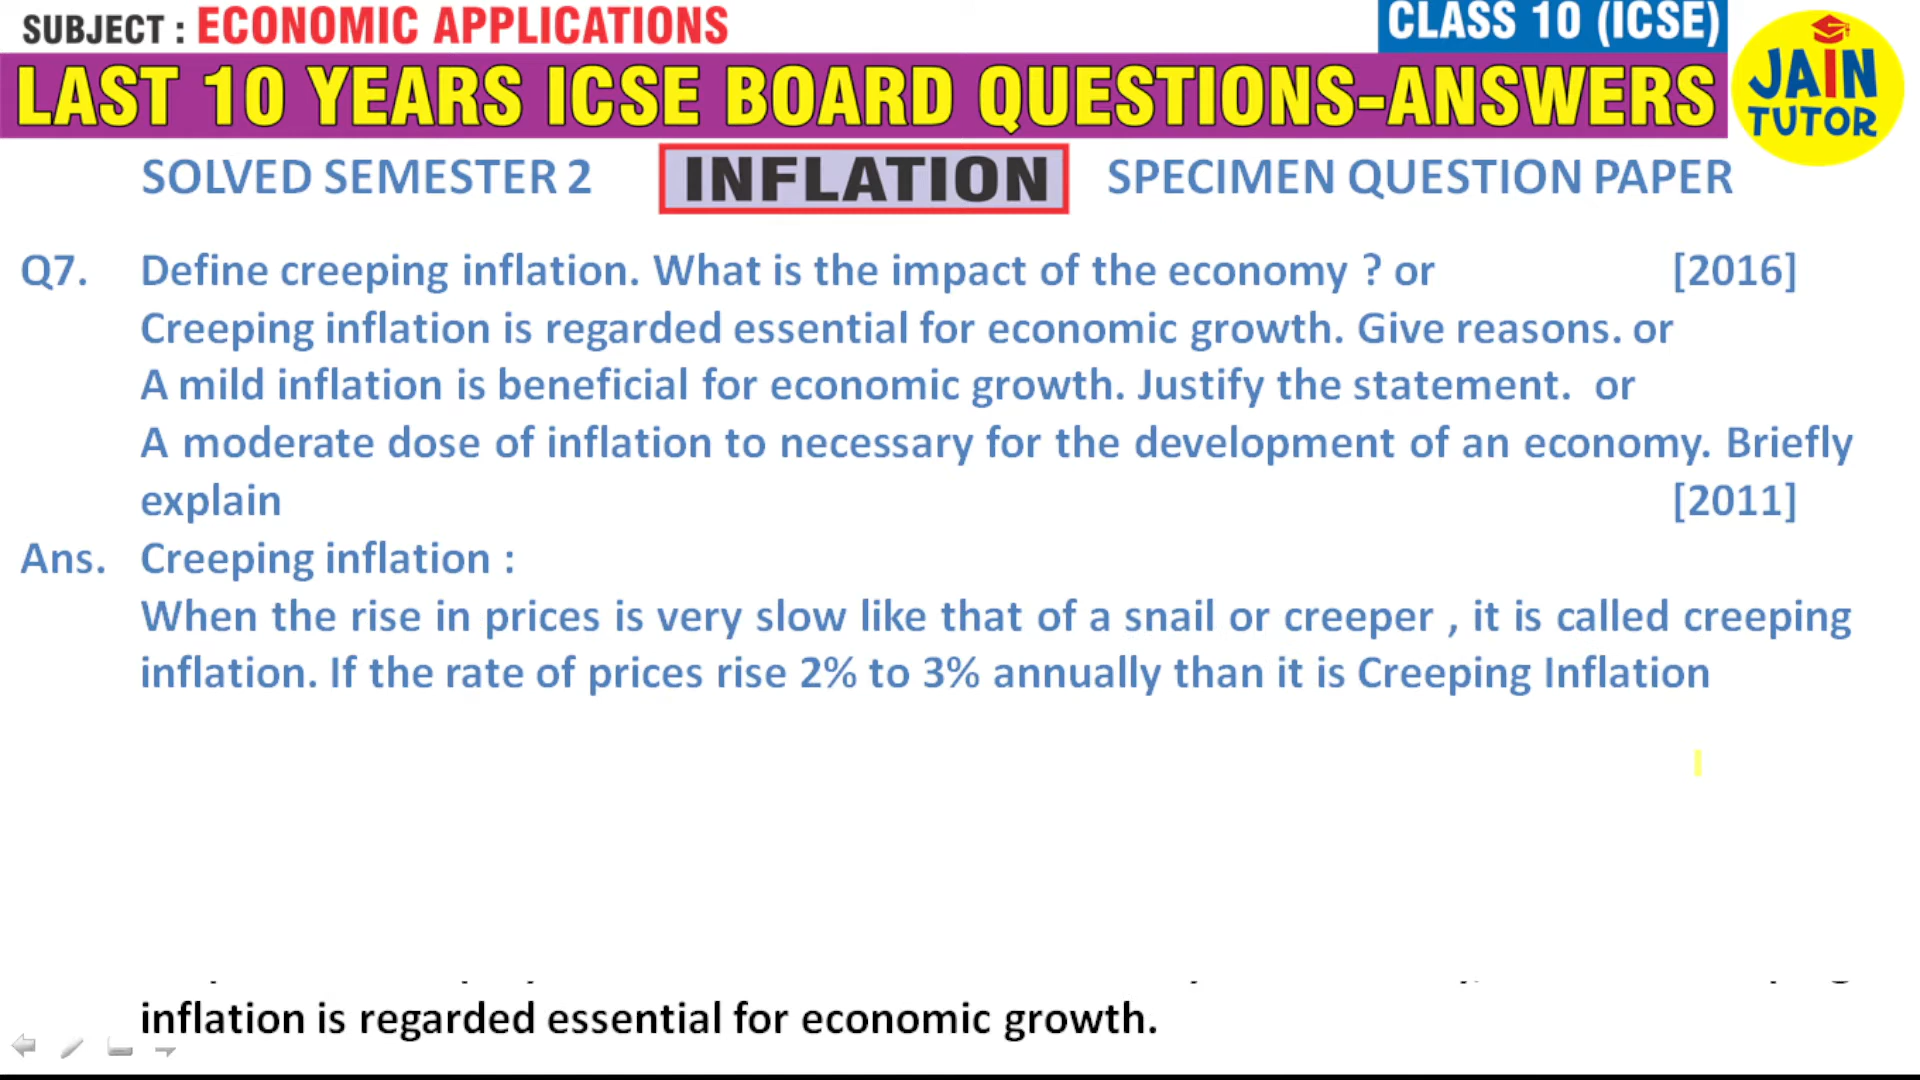 SUBJECT : ECONOMIC APPLICATIONS
CLASS 10 (ICSE)
LAST 10 YEARS ICSE BOARD QUESTIONS-ANSWERS
JAIN
TUTOR
SOLVED SEMESTER 2 INFLATION SPECIMEN QUESTION PAPER
Q7. Define creeping inflation. What is the impact of the economy ? or [2016]
Creeping inflation is regarded essential for economic growth. Give reasons. or
A mild inflation is beneficial for economic growth. Justify the statement. or
A moderate dose of inflation to necessary for the development of an economy. Briefly
explain [2011]
Ans. Creeping inflation :
When the rise in prices is very slow like that of a snail or creeper , it is called creeping
inflation. If the rate of prices rise 2% to 3% annually than it is Creeping Inflation
inflation is regarded essential for economic growth.